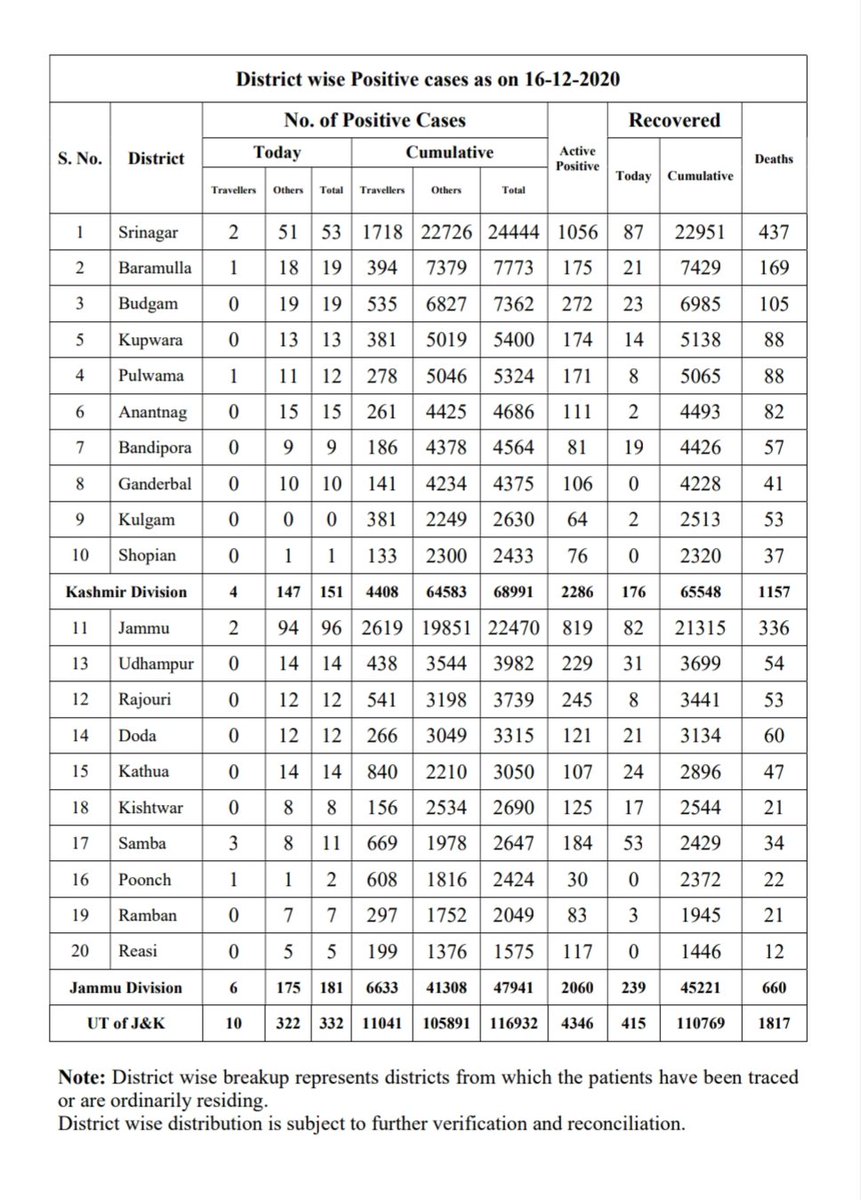 District wise Positive cases as on 16-12-2020
S. No. District No. of Positive Cases Active Positive Recovered Deaths
Today Cumulative Today Cumulative
Travellers Others Total Travellers Others Total
1 Srinagar 2 51 53 1718 22726 24444 1056 87 22951 437
2 Baramulla 1 18 19 394 7379 7773 175 21 7429 169
3 Budgam 0 19 19 535 6827 7362 272 23 6985 105
5 Kupwara 0 13 13 381 5019 5400 174 14 5138 88
4 Pulwama 1 11 12 278 5046 5324 171 8 5065 88
6 Anantnag 0 15 15 261 4425 4686 111 2 4493 82
7 Bandipora 0 9 9 186 4378 4564 81 19 4426 57
8 Ganderbal 0 10 10 141 4234 4375 106 0 4228 41
9 Kulgam 0 0 0 381 2249 2630 64 2 2513 53
10 Shopian 0 1 1 133 2300 2433 76 0 2320 37
Kashmir Division 4 147 151 4408 64583 68991 2286 176 65548 1157
11 Jammu 2 94 96 2619 19851 22470 819 82 21315 336
13 Udhampur 0 14 14 438 3544 3982 229 31 3699 54
12 Rajouri 0 12 12 541 3198 3739 245 8 3441 53
14 Doda 0 12 12 266 3049 3315 121 21 3134 60
15 Kathua 0 14 14 840 2210 3050 107 24 2896 47
18 Kishtwar 0 8 8 156 2534 2690 125 17 2544 21
17 Samba 3 8 11 669 1978 2647 184 53 2429 34
16 Poonch 1 1 2 608 1816 2424 30 0 2372 22
19 Ramban 0 7 7 297 1752 2049 83 3 1945 21
20 Reasi 0 5 5 199 1376 1575 117 0 1446 12
Jammu Division 6 175 181 6633 41308 47941 2060 239 45221 660
UT of J&K 10 322 332 11041 105891 116932 4346 415 110769 1817
Note: District wise breakup represents districts from which the patients have been traced
or are ordinarily residing.
District wise distribution is subject to further verification and reconciliation.